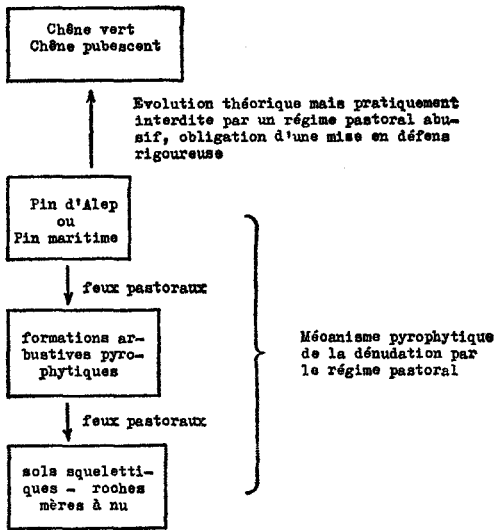 Chêne vert
Chêne pubescent
Evolution théorique mais pratiquement
interdite par un régime pastoral abu-
sif, obligation d'une mise en défens
rigoureuse
Pin d'Alep
ou
Pin maritime
feux pastoraux
formations ar-
bustives pyro-
phytiques
Mécanisme pyrophytique
de la dénudation par
le régime pastoral
feux pastoraux
sols squeletti-
ques - roches
mères à nu